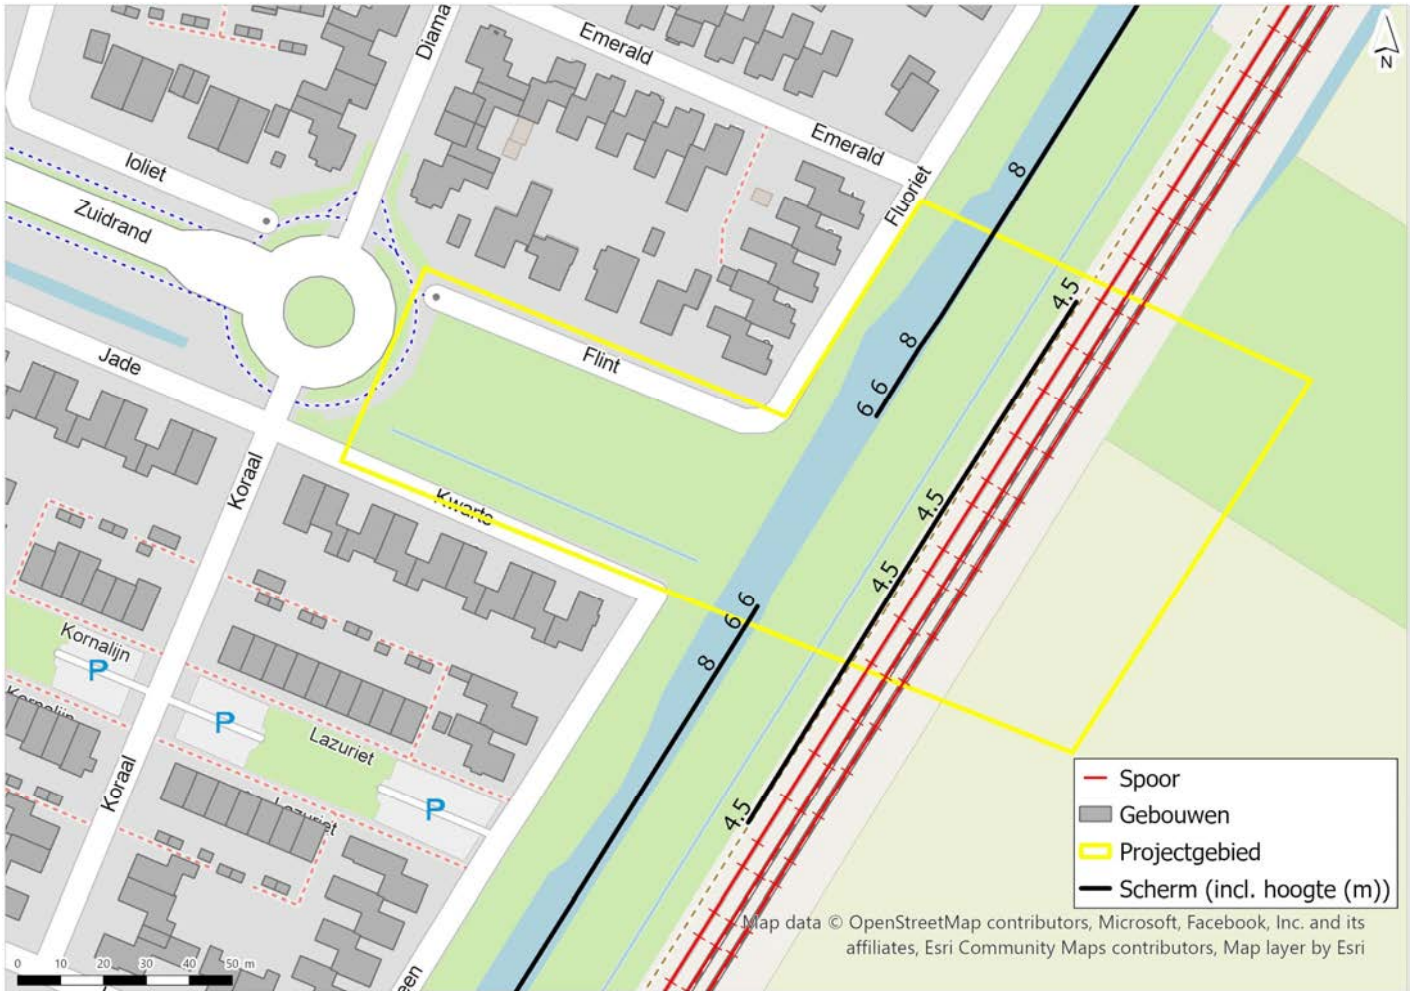 Diama
Emerald
Emerald
Fluoriet
N
Ioliet
Zuidrand
8
4.5
8
Flint
Jade
6 6
Koraal
Kwarts
4.5
4.5
6 6
8
Kornalijn
P
Kornalijn
P
Lazuriet
Koraal
Lazuriet
P
4.5
een
Spoor
Gebouwen
Projectgebied
Scherm (incl. hoogte (m))
Map data © OpenStreetMap contributors, Microsoft, Facebook, Inc. and its
affiliates, Esri Community Maps contributors, Map layer by Esri
0 10 20 30 40 50 m